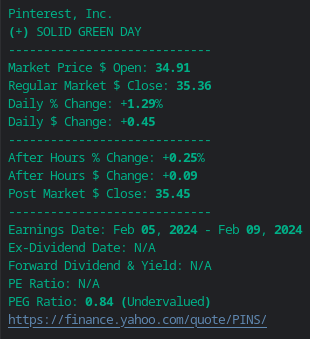 Pinterest, Inc.
(+) SOLID GREEN DAY
-----------------------------
Market Price $ Open: 34.91
Regular Market $ Close: 35.36
Daily % Change: +1.29%
Daily $ Change: +0.45
-----------------------------
After Hours % Change: +0.25%
After Hours $ Change: +0.09
Post Market $ Close: 35.45
-----------------------------
Earnings Date: Feb 05, 2024 - Feb 09, 2024
Ex-Dividend Date: N/A
Forward Dividend & Yield: N/A
PE Ratio: N/A
PEG Ratio: 0.84 (Undervalued)
https://finance.yahoo.com/quote/PINS/